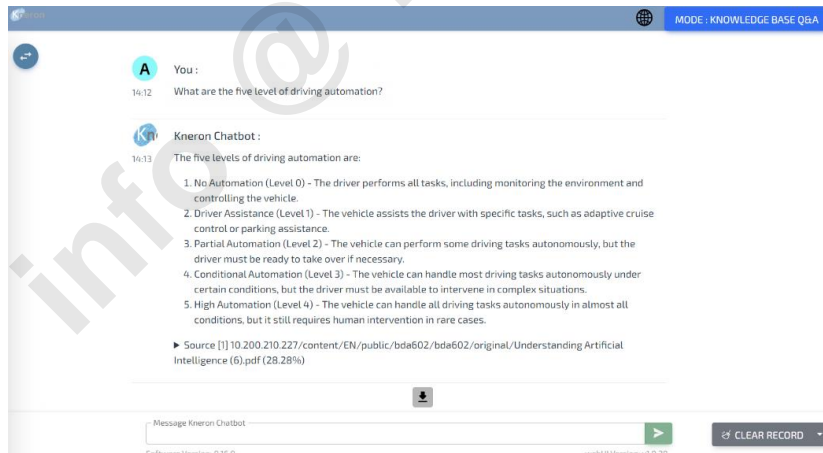 Kneron
MODE : KNOWLEDGE BASE Q&A
A
You :
14:12
What are the five level of driving automation?
Kneron Chatbot :
14:13
The five levels of driving automation are:
1. No Automation (Level 0) - The driver performs all tasks, including monitoring the environment and
controlling the vehicle.
2. Driver Assistance (Level 1) - The vehicle assists the driver with specific tasks, such as adaptive cruise
control or parking assistance.
3. Partial Automation (Level 2) - The vehicle can perform some driving tasks autonomously, but the
driver must be ready to take over if necessary.
4. Conditional Automation (Level 3) - The vehicle can handle most driving tasks autonomously under
certain conditions, but the driver must be available to intervene in complex situations.
5. High Automation (Level 4) - The vehicle can handle all driving tasks autonomously in almost all
conditions, but it still requires human intervention in rare cases.
► Source [1] 10.200.210.227/content/EN/public/bda602/bda602/original/Understanding Artificial
Intelligence (6).pdf (28.28%)
Message Kneron Chatbot
CLEAR RECORD
info @